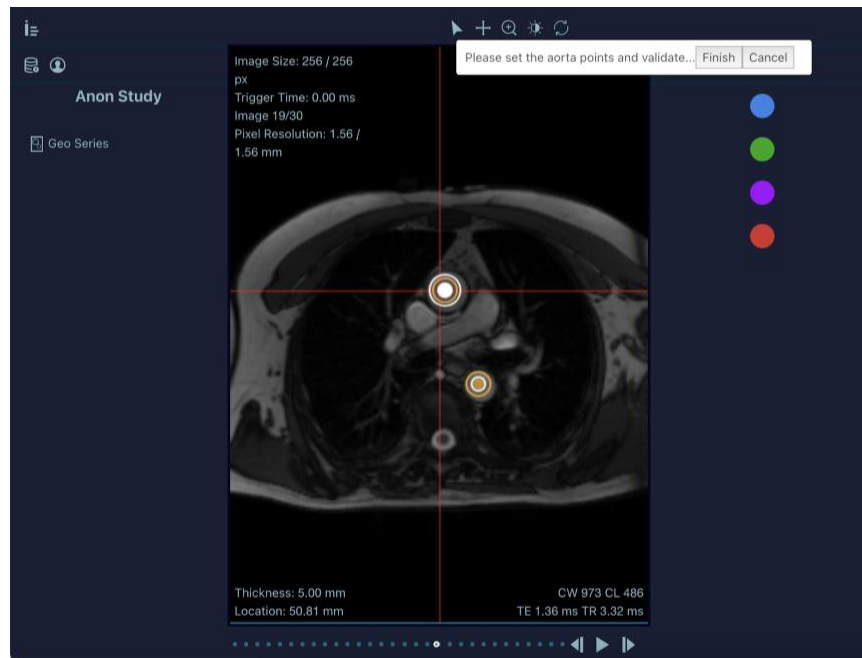 Please set the aorta points and validate... Finish Cancel
Anon Study
Geo Series
Image Size: 256 / 256
px
Trigger Time: 0.00 ms
Image 19/30
Pixel Resolution: 1.56 /
1.56 mm
Thickness: 5.00 mm
Location: 50.81 mm
CW 973 CL 486
TE 1.36 ms TR 3.32 ms